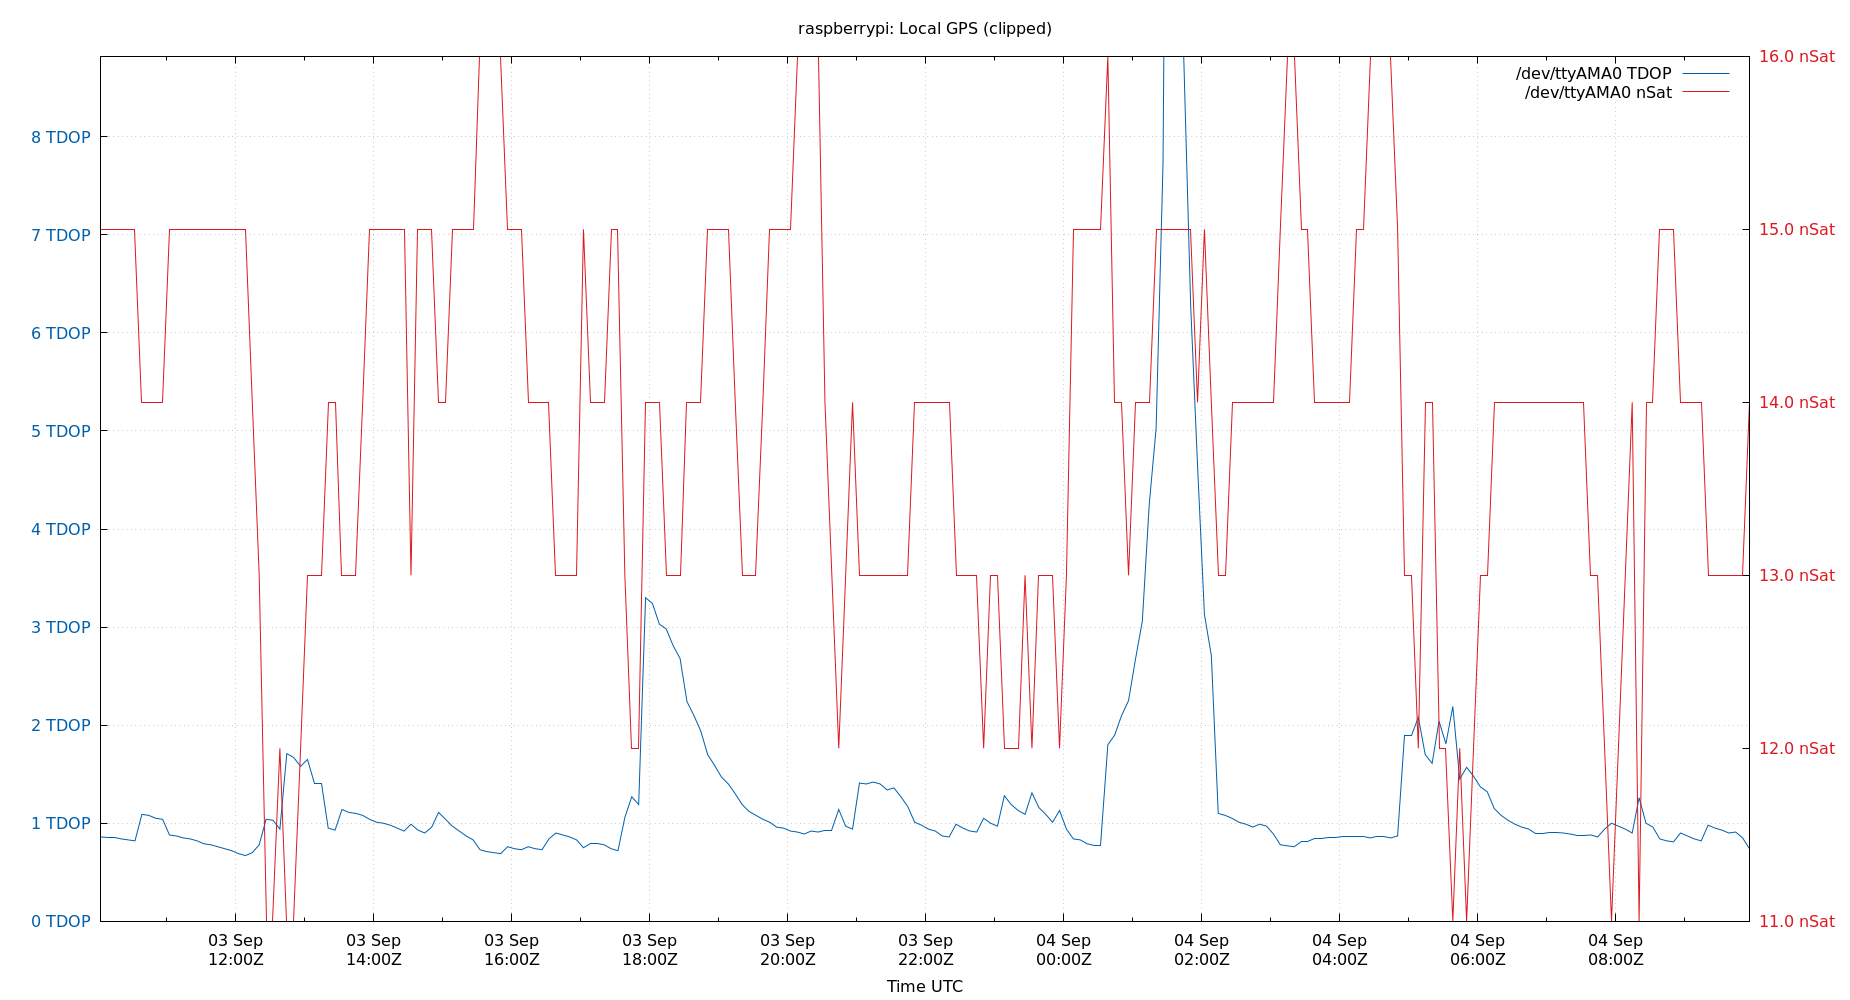 raspberrypi: Local GPS (clipped)
/dev/ttyAMA0 TDOP
/dev/ttyAMA0 nSat
8 TDOP
7 TDOP
6 TDOP
5 TDOP
4 TDOP
3 TDOP
2 TDOP
1 TDOP
0 TDOP
16.0 nSat
15.0 nSat
14.0 nSat
13.0 nSat
12.0 nSat
11.0 nSat
03 Sep
12:00Z
03 Sep
14:00Z
03 Sep
16:00Z
03 Sep
18:00Z
03 Sep
20:00Z
03 Sep
22:00Z
04 Sep
00:00Z
04 Sep
02:00Z
04 Sep
04:00Z
04 Sep
06:00Z
04 Sep
08:00Z
Time UTC